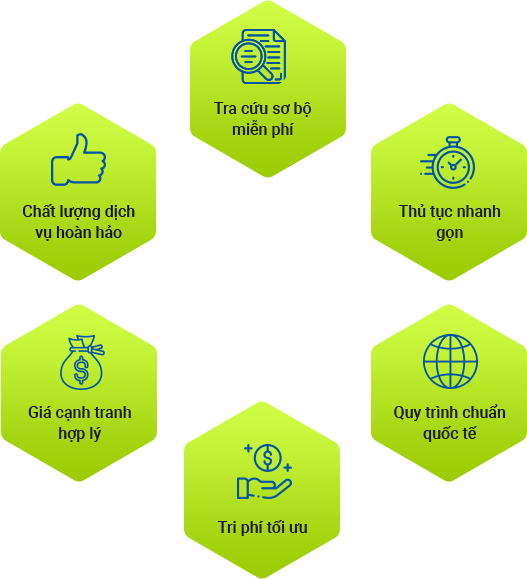 Tra cứu sơ bộ
miễn phí
Chất lượng dịch
vụ hoàn hảo
Thủ tục nhanh
gọn
Giá cạnh tranh
hợp lý
Quy trình chuẩn
quốc tế
Tri phí tối ưu